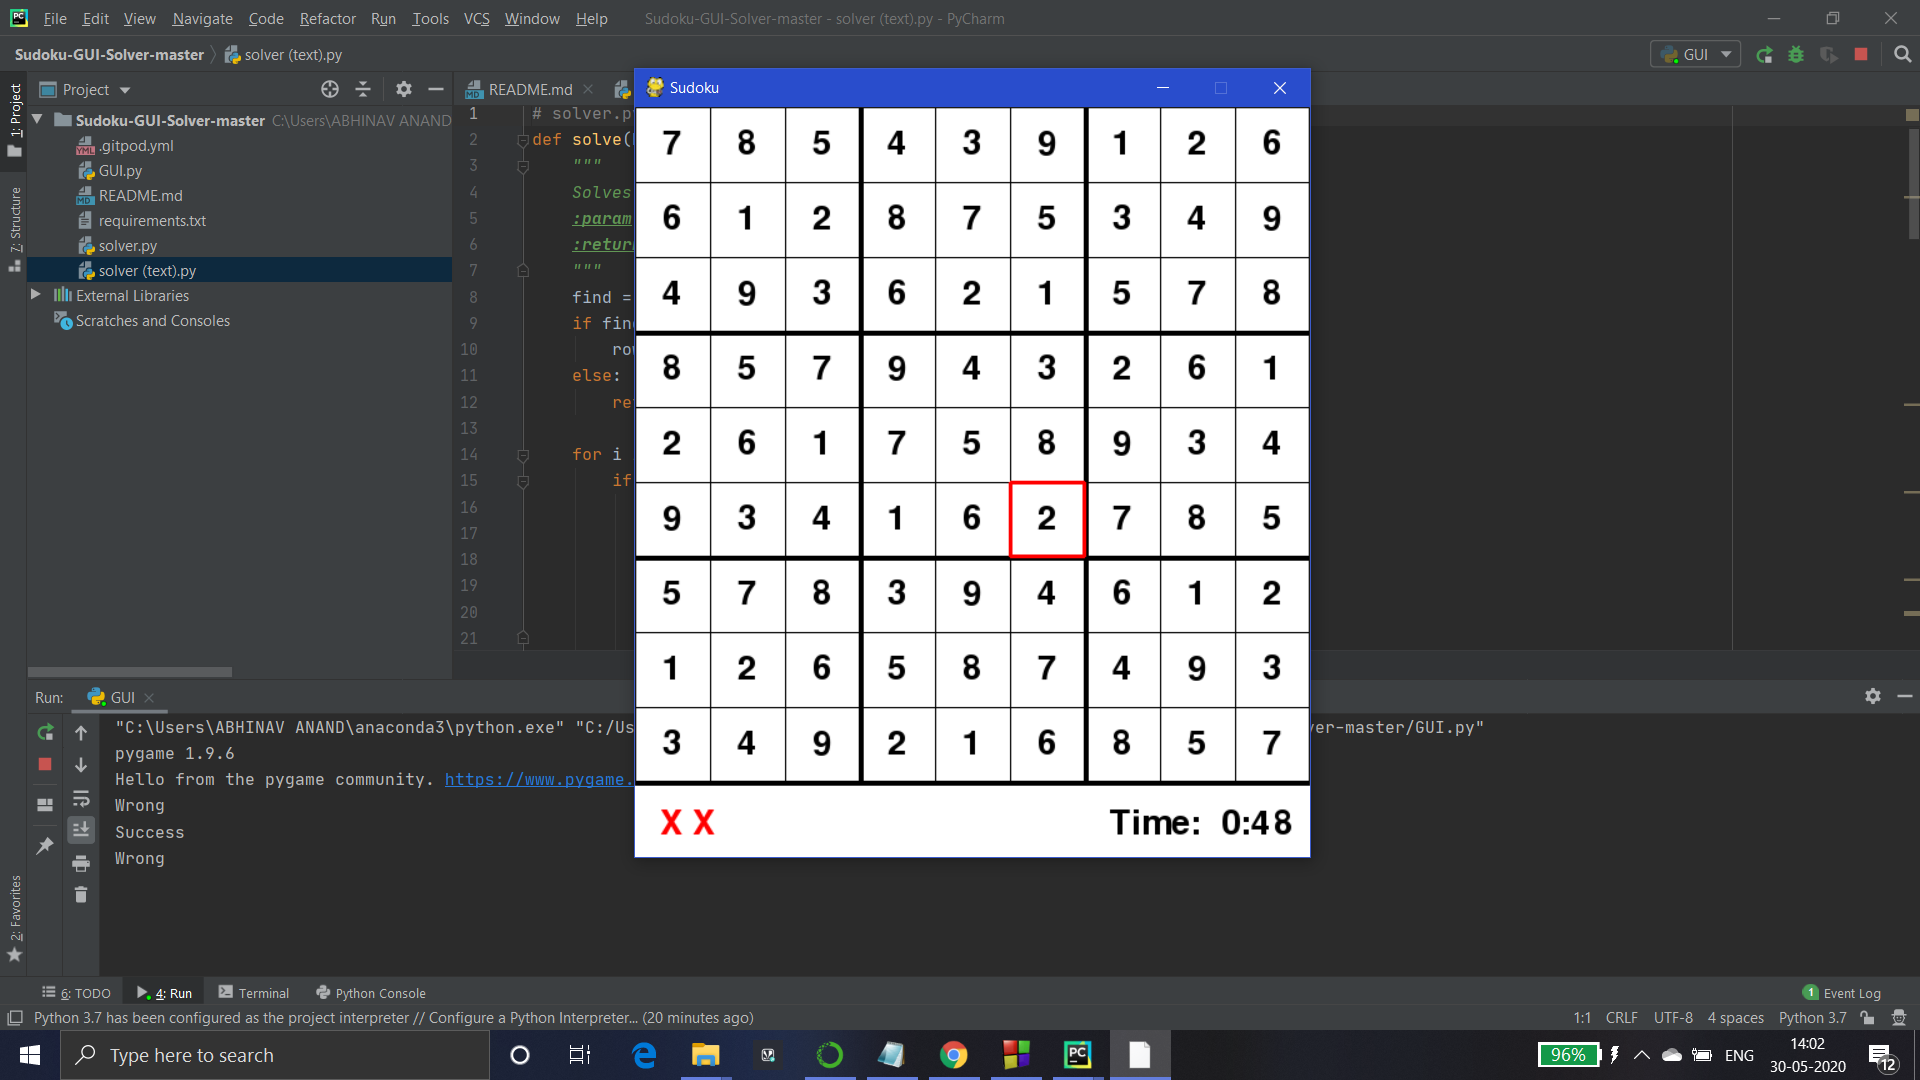 File Edit View Navigate Code Refactor Run Tools VCS Window Help Sudoku-GUI-Solver-master - solver (text).py - PyCharm
Sudoku-GUI-Solver-master solver (text).py GUI
1: Project
7: Structure
2: Favorites
Project
Sudoku-GUI-Solver-master C:\Users\ABHINAV ANAND
.gitpod.yml
GUI.py
README.md
requirements.txt
solver.py
solver (text).py
External Libraries
Scratches and Consoles
README.md
1 # solver.p
2 def solve(
3 """
4 Solves
5 :param
6 :retur
7 """
8 find =
9 if fin
10 ro
11 else:
12 re
13
14 for i
15 if
16
17
18
19
20
21
Sudoku
7 8 5 4 3 9 1 2 6
6 1 2 8 7 5 3 4 9
4 9 3 6 2 1 5 7 8
8 5 7 9 4 3 2 6 1
2 6 1 7 5 8 9 3 4
9 3 4 1 6 2 7 8 5
5 7 8 3 9 4 6 1 2
1 2 6 5 8 7 4 9 3
3 4 9 2 1 6 8 5 7
X X Time: 0:48
Run: GUI
"C:\Users\ABHINAV ANAND\anaconda3\python.exe" "C:/Us
ver-master/GUI.py"
pygame 1.9.6
Hello from the pygame community. https://www.pygame.
Wrong
Success
Wrong
6: TODO 4: Run Terminal Python Console 1 Event Log
Python 3.7 has been configured as the project interpreter // Configure a Python Interpreter... (20 minutes ago) 1:1 CRLF UTF-8 4 spaces Python 3.7
Type here to search
96% ENG
14:02
30-05-2020
12